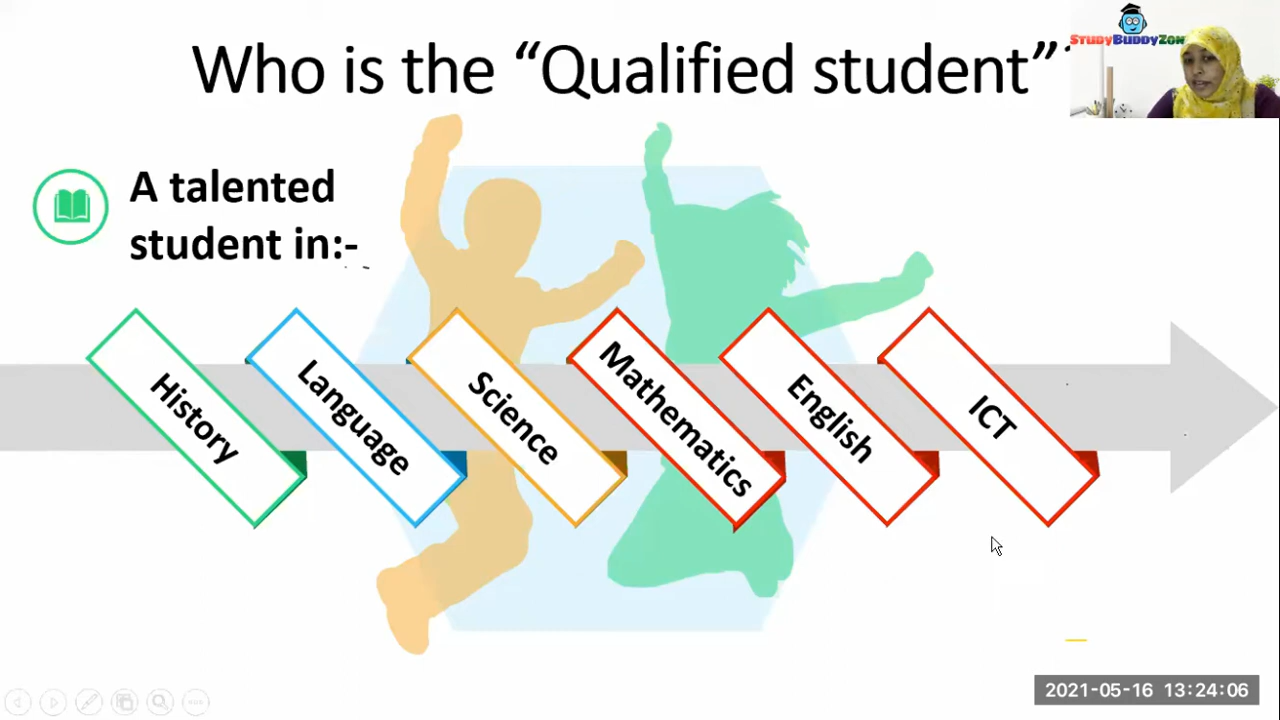 Who is the “Qualified student”
StudyBuddyZon
A talented
student in:-
History
Language
Science
Mathematics
English
ICT
2021-05-16 13:24:06